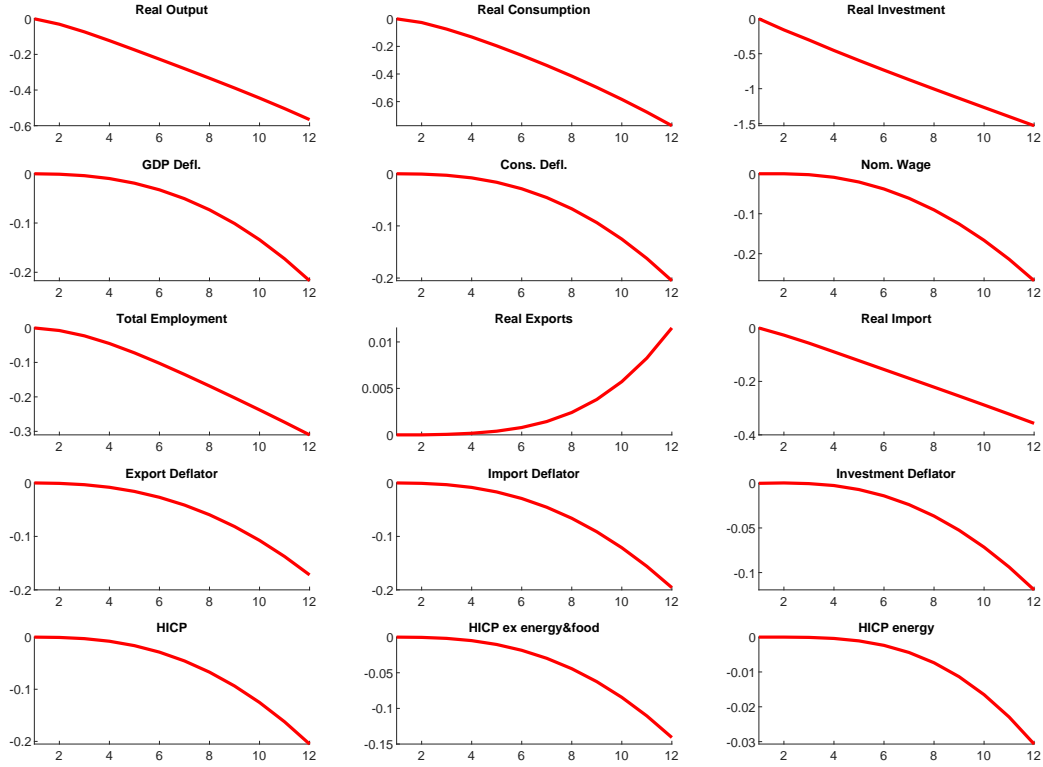 Real Output
0
-0.2
-0.4
-0.6
2 4 6 8 10 12
Real Consumption
0
-0.2
-0.4
-0.6
2 4 6 8 10 12
Real Investment
0
-0.5
-1
-1.5
2 4 6 8 10 12
GDP Defl.
0
-0.1
-0.2
2 4 6 8 10 12
Cons. Defl.
0
-0.1
-0.2
2 4 6 8 10 12
Nom. Wage
0
-0.1
-0.2
2 4 6 8 10 12
Total Employment
0
-0.1
-0.2
-0.3
2 4 6 8 10 12
Real Exports
0.01
0.005
0
2 4 6 8 10 12
Real Import
0
-0.2
-0.4
2 4 6 8 10 12
Export Deflator
0
-0.1
-0.2
2 4 6 8 10 12
Import Deflator
0
-0.1
-0.2
2 4 6 8 10 12
Investment Deflator
0
-0.05
-0.1
2 4 6 8 10 12
HICP
0
-0.1
-0.2
2 4 6 8 10 12
HICP ex energy&food
0
-0.05
-0.1
-0.15
2 4 6 8 10 12
HICP energy
0
-0.01
-0.02
-0.03
2 4 6 8 10 12